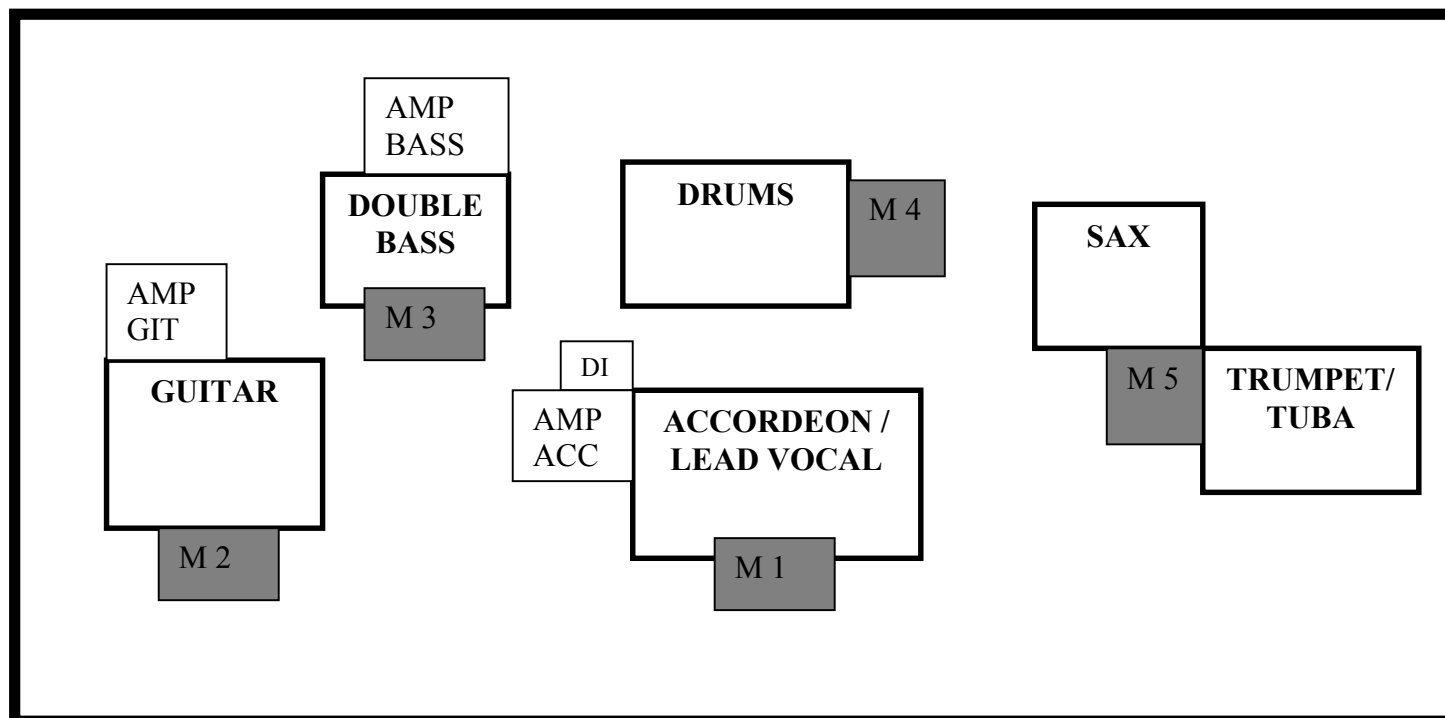 AMP
BASS
DOUBLE
BASS
M 3
DRUMS
M 4
SAX
AMP
GIT
GUITAR
M 2
DI
AMP
ACC
ACCORDEON /
LEAD VOCAL
M 1
M 5
TRUMPET/
TUBA